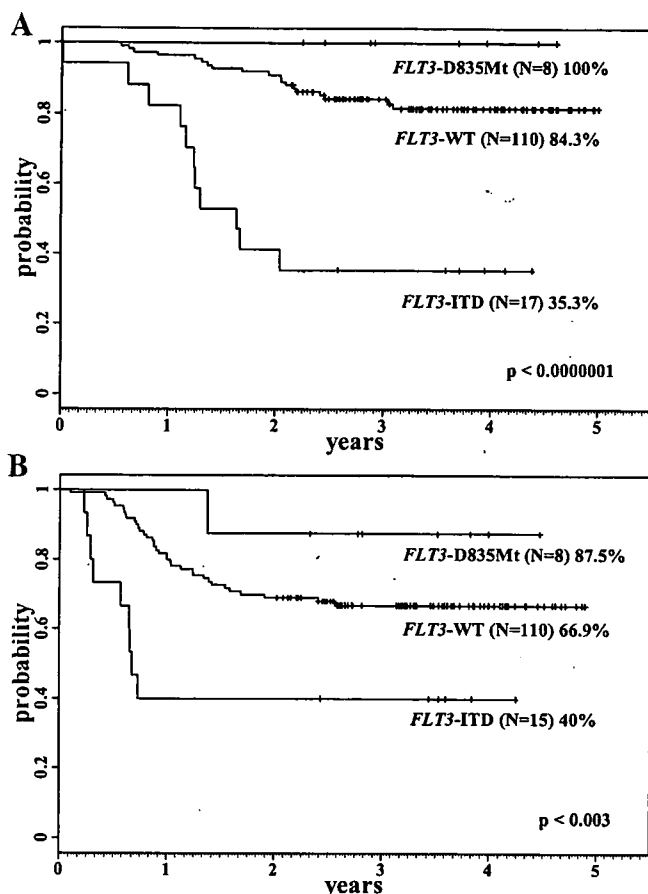 A
1
0.8
0.6
0.4
0.2
0
probability
FLT3-D835Mt (N=8) 100%
FLT3-WT (N=110) 84.3%
FLT3-ITD (N=17) 35.3%
p < 0.0000001
0 1 2 3 4 5
years
B
1
0.8
0.6
0.4
0.2
0
probability
FLT3-D835Mt (N=8) 87.5%
FLT3-WT (N=110) 66.9%
FLT3-ITD (N=15) 40%
p < 0.003
0 1 2 3 4 5
years